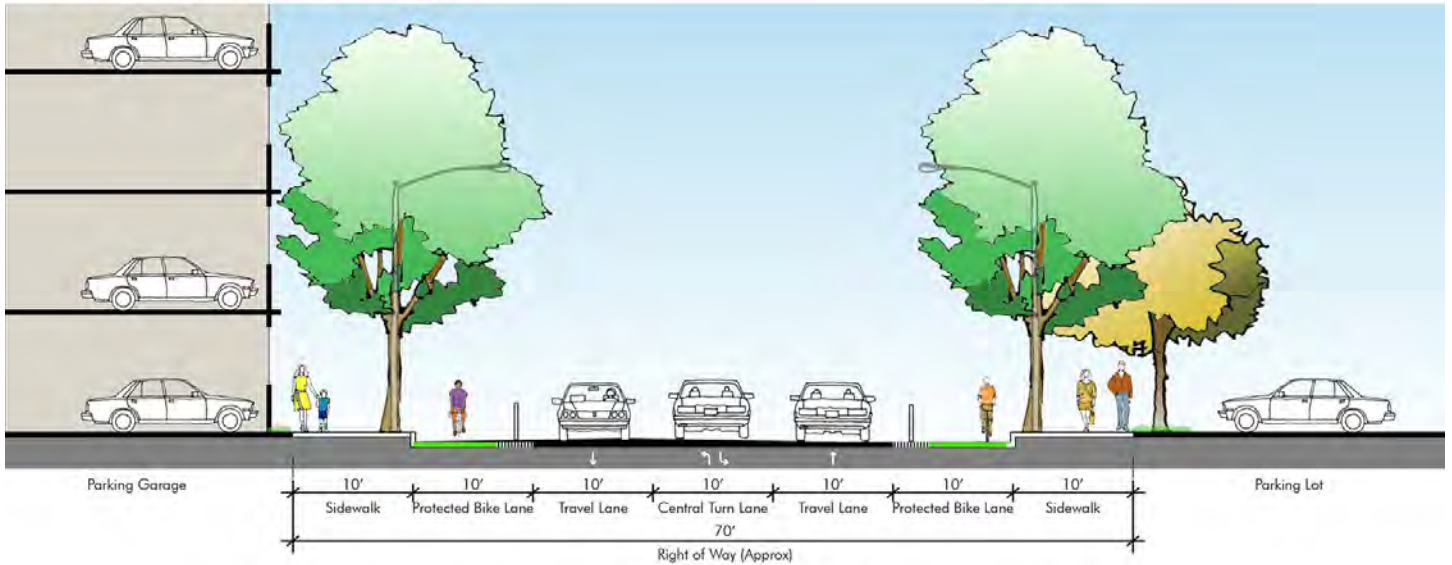 Parking Garage
10' 10' 10' 10' 10' 10' 10'
Sidewalk Protected Bike Lane Travel Lane Central Turn Lane Travel Lane Protected Bike Lane Sidewalk
Parking Lot
70'
Right of Way (Approx)